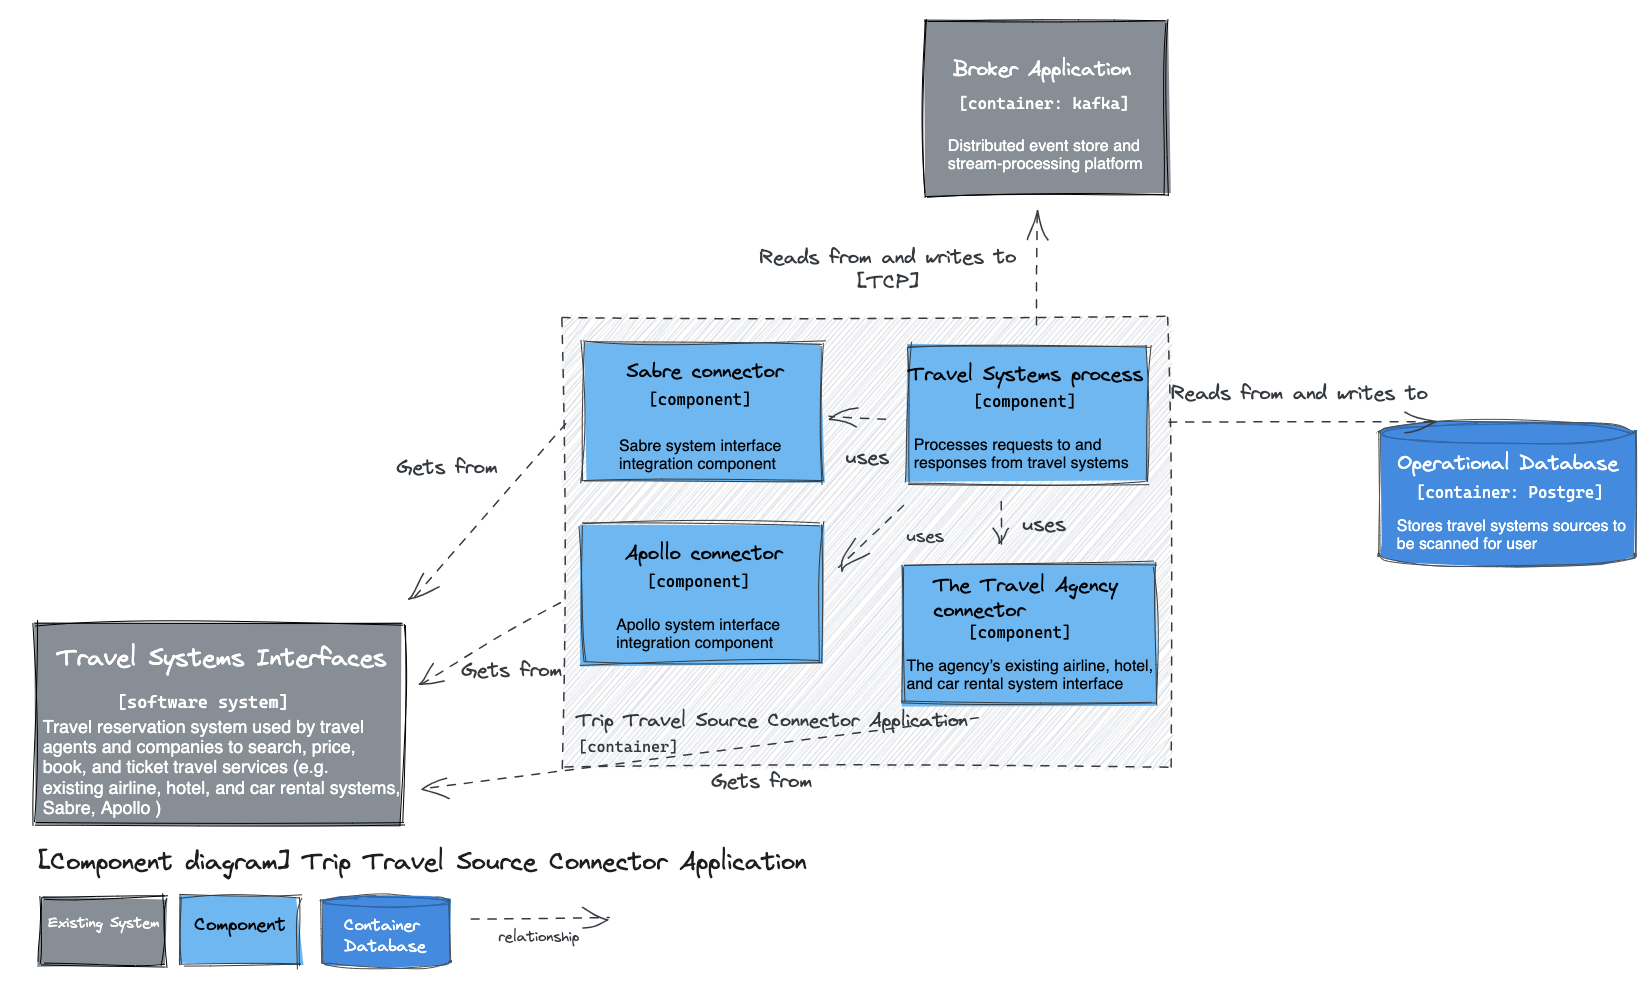 Broker Application
[container: kafka]
Distributed event store and
stream-processing platform
Reads from and writes to
[TCP]
Sabre connector
[component]
Sabre system interface
integration component
Travel Systems process
[component]
Processes requests to and
responses from travel systems
Reads from and writes to
uses
Gets from
Operational Database
[container: Postgre]
Stores travel systems sources to
be scanned for user
Apollo connector
[component]
Apollo system interface
integration component
uses
uses
The Travel Agency
connector
[component]
The agency's existing airline, hotel,
and car rental system interface
Gets from
Travel Systems Interfaces
[software system]
Travel reservation system used by travel
agents and companies to search, price,
book, and ticket travel services (e.g.
existing airline, hotel, and car rental systems,
Sabre, Apollo )
Trip Travel Source Connector Application
[container]
Gets from
[Component diagram] Trip Travel Source Connector Application
Existing System
Component
Container
Database
relationship